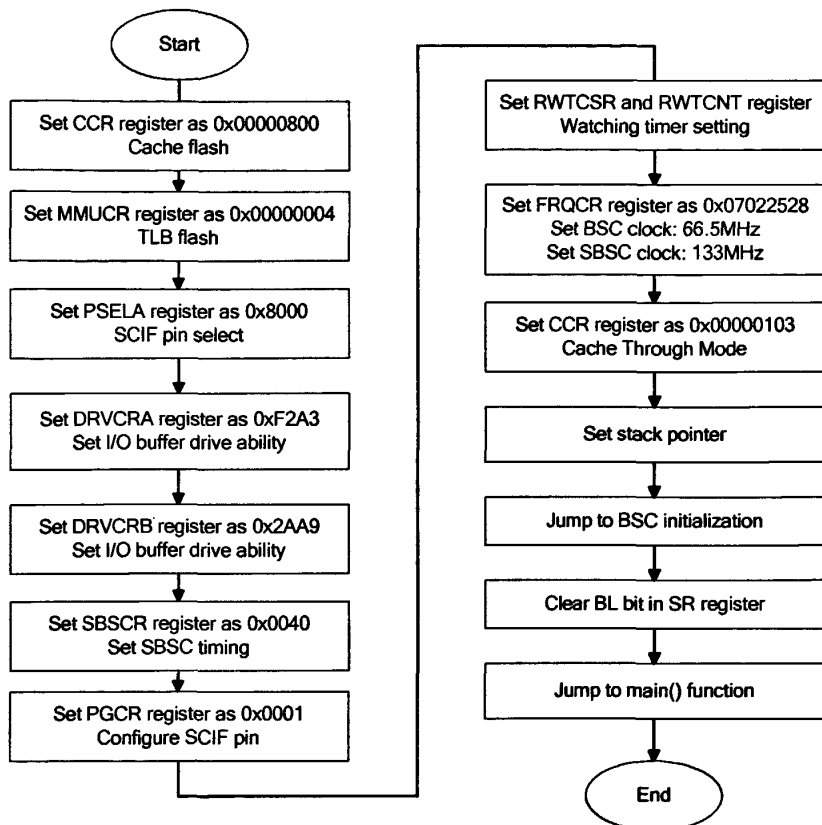 Start
Set CCR register as 0x00000800
Cache flash
Set MMUCR register as 0x00000004
TLB flash
Set PSELA register as 0x8000
SCIF pin select
Set DRVCRA register as 0xF2A3
Set I/O buffer drive ability
Set DRVCRB register as 0x2AA9
Set I/O buffer drive ability
Set SBSCR register as 0x0040
Set SBSC timing
Set PGCR register as 0x0001
Configure SCIF pin
Set RWTCSR and RWTCNT register
Watching timer setting
Set FRQCR register as 0x07022528
Set BSC clock: 66.5MHz
Set SBSC clock: 133MHz
Set CCR register as 0x00000103
Cache Through Mode
Set stack pointer
Jump to BSC initialization
Clear BL bit in SR register
Jump to main() function
End